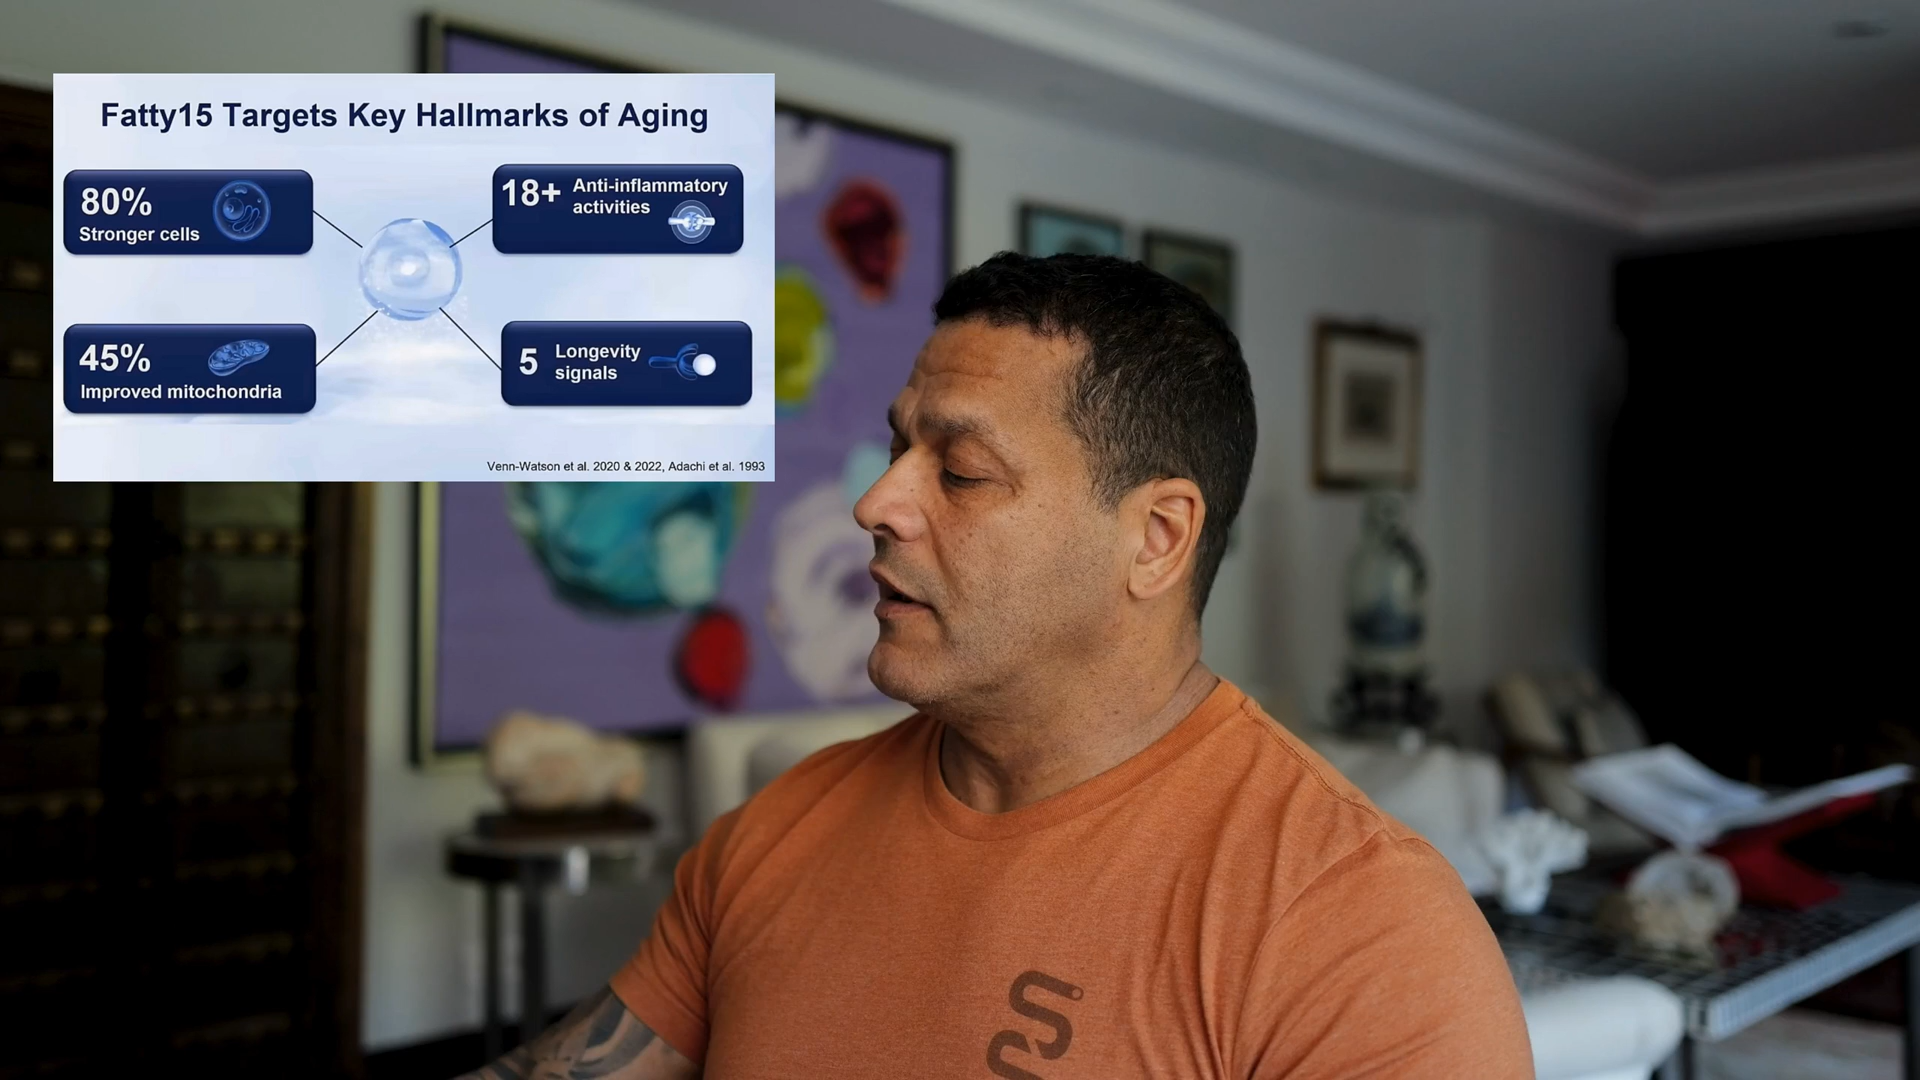 Fatty15 Targets Key Hallmarks of Aging
80%
Stronger cells
18+ Anti-inflammatory
activities
45%
Improved mitochondria
5 Longevity
signals
Venn-Watson et al. 2020 & 2022, Adachi et al. 1993